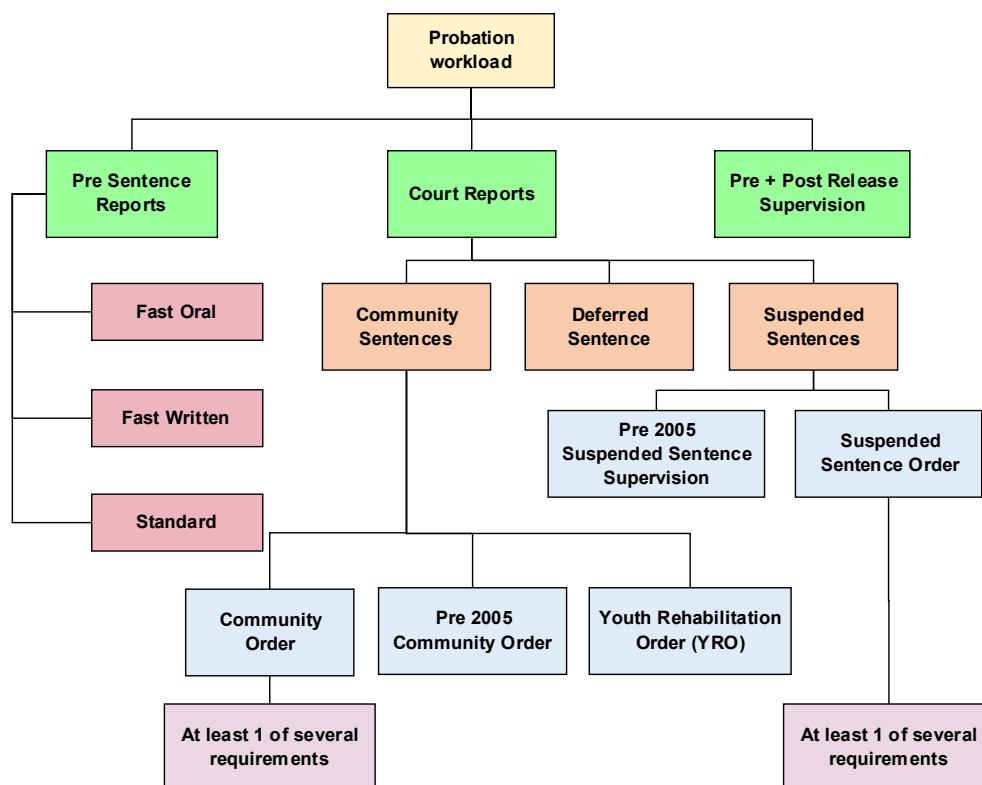 Probation
workload
Pre Sentence
Reports
Court Reports
Pre + Post Release
Supervision
Fast Oral
Community
Sentences
Deferred
Sentence
Suspended
Sentences
Fast Written
Pre 2005
Suspended Sentence
Supervision
Suspended
Sentence Order
Standard
Community
Order
Pre 2005
Community Order
Youth Rehabilitation
Order (YRO)
At least 1 of several
requirements
At least 1 of several
requirements